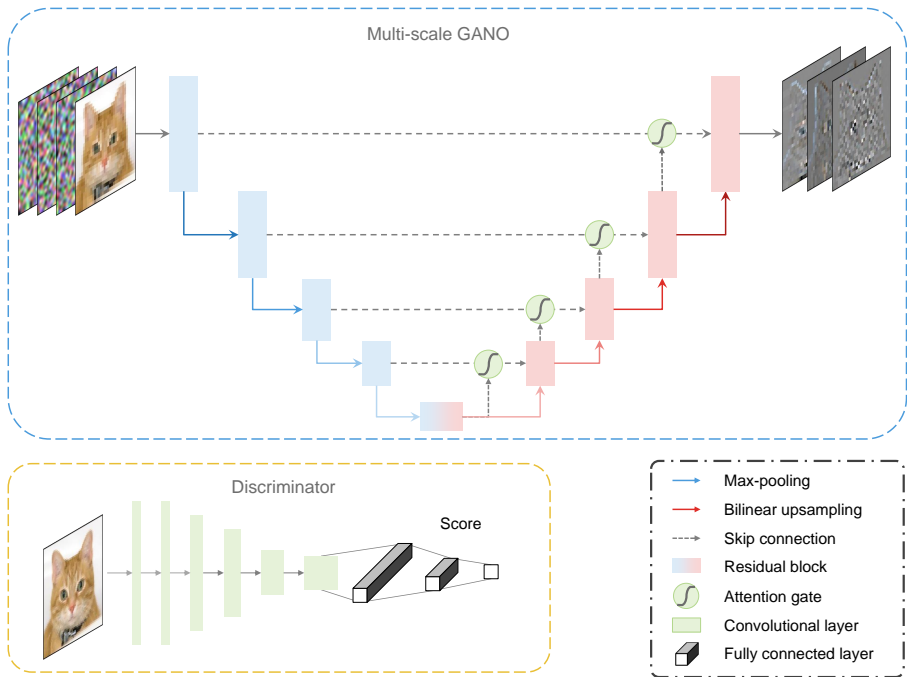 Multi-scale GANO
Discriminator
Score
Max-pooling
Bilinear upsampling
Skip connection
Residual block
Attention gate
Convolutional layer
Fully connected layer